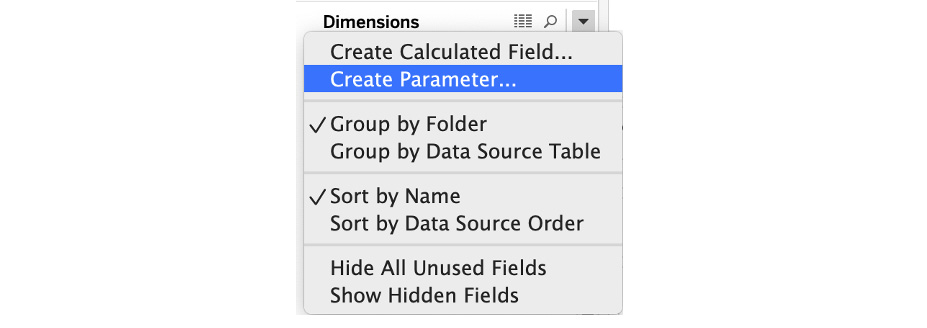 Dimensions
Create Calculated Field...
Create Parameter...
Group by Folder
Group by Data Source Table
Sort by Name
Sort by Data Source Order
Hide All Unused Fields
Show Hidden Fields